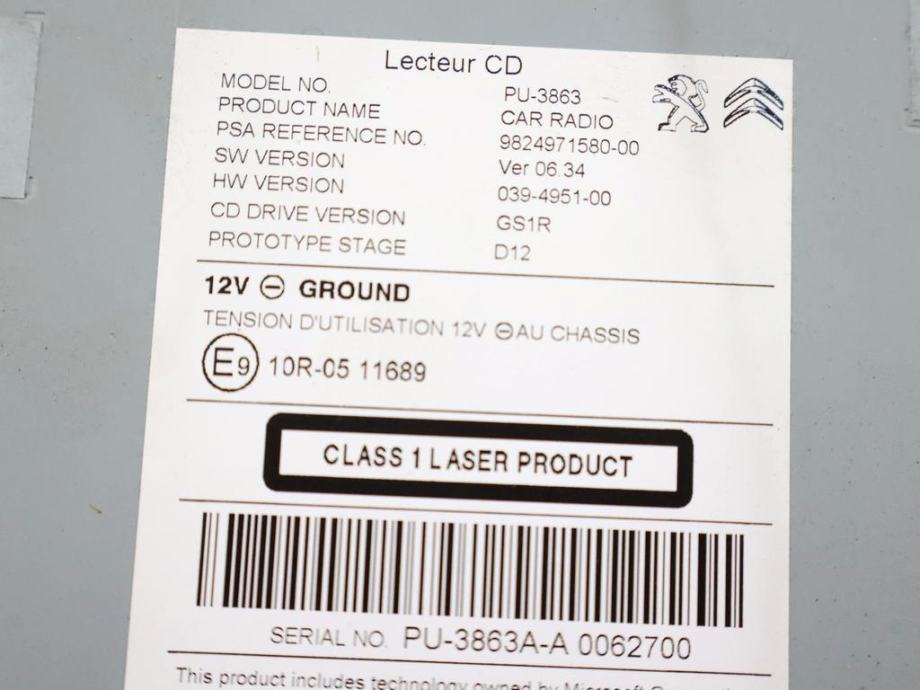 Lecteur CD
MODEL NO. PU-3863
PRODUCT NAME CAR RADIO
PSA REFERENCE NO. 9824971580-00
SW VERSION Ver 06.34
HW VERSION 039-4951-00
CD DRIVE VERSION GS1R
PROTOTYPE STAGE D12
12V ⊖ GROUND
TENSION D'UTILISATION 12V ⊖AU CHASSIS
E9 10R-05 11689
CLASS 1 LASER PRODUCT
SERIAL NO. PU-3863A-A 0062700
This product includes technology owned by Microsoft